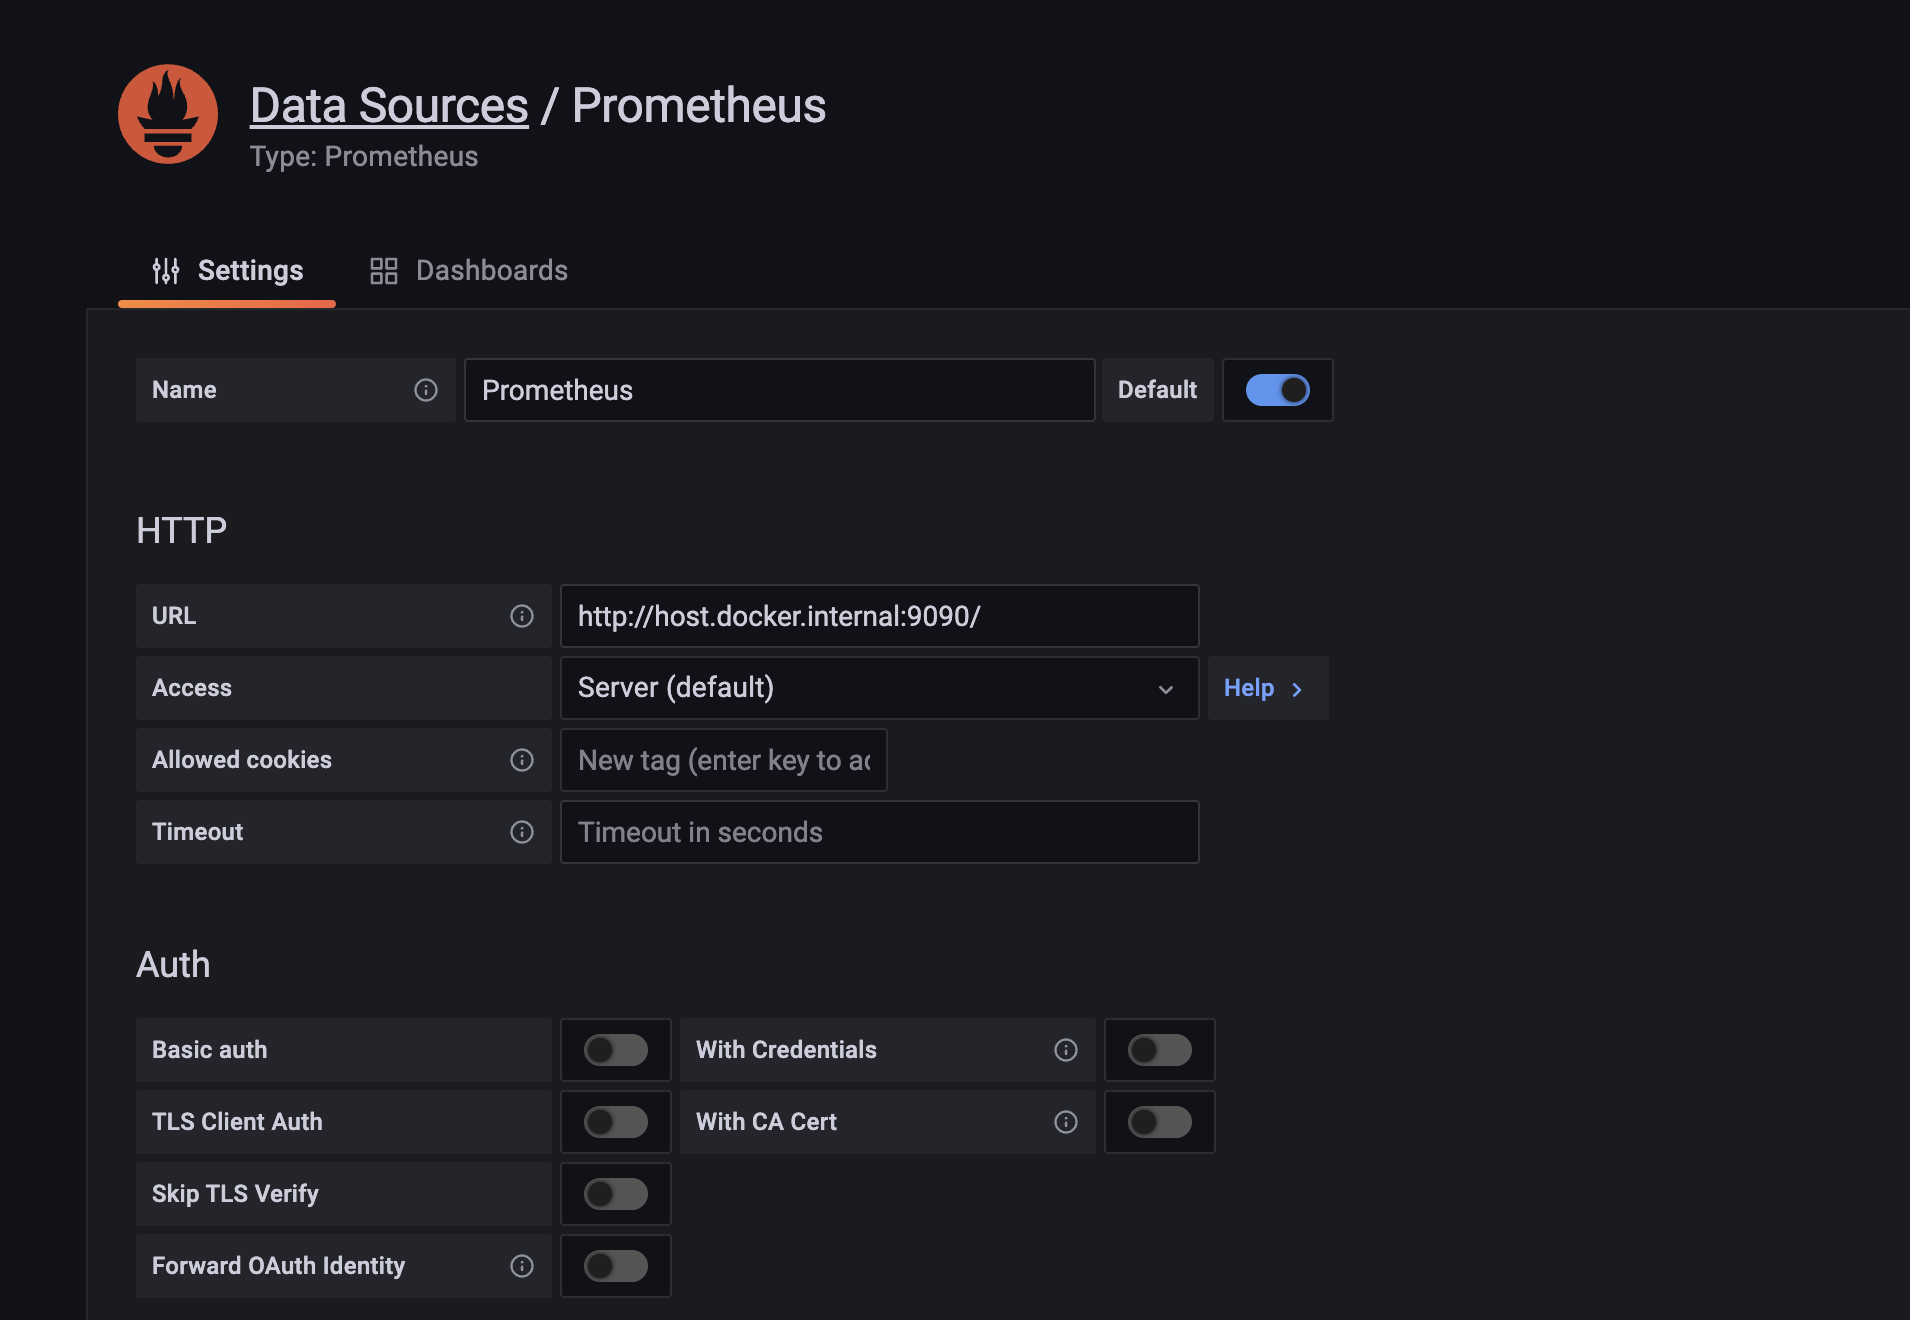 Data Sources / Prometheus
Type: Prometheus
Settings Dashboards
Name Prometheus Default
HTTP
URL http://host.docker.internal:9090/
Access Server (default) Help
Allowed cookies New tag (enter key to ac
Timeout Timeout in seconds
Auth
Basic auth With Credentials
TLS Client Auth With CA Cert
Skip TLS Verify
Forward OAuth Identity